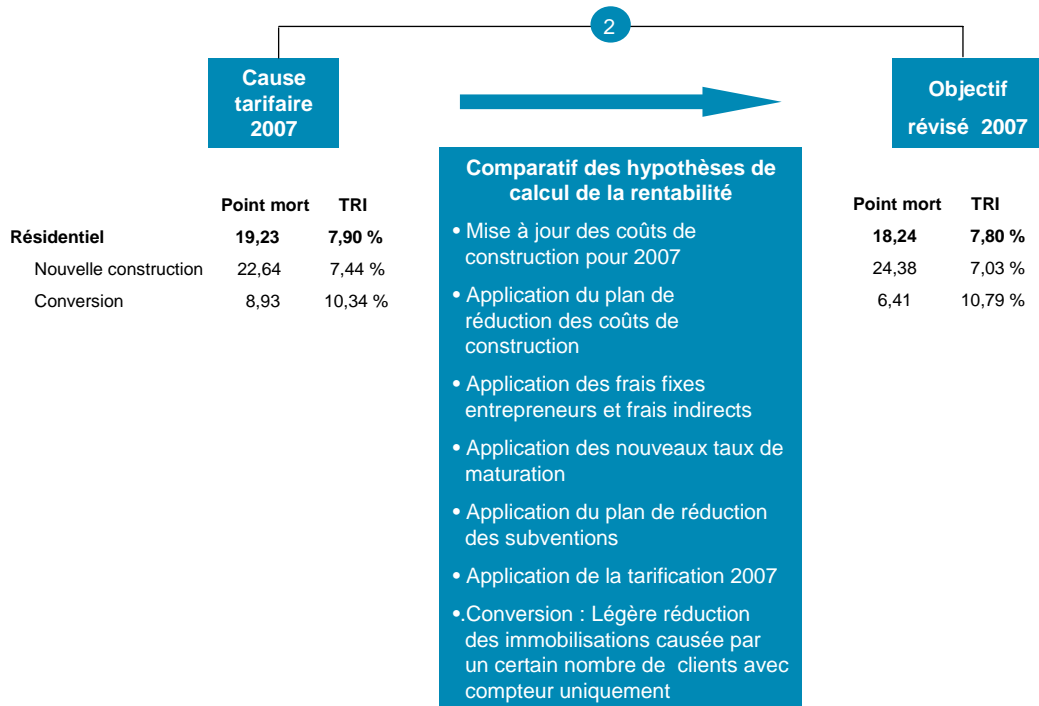 2
Cause
tarifaire
2007
Objectif
révisé 2007
Point mort TRI
Résidentiel 19,23 7,90 %
Nouvelle construction 22,64 7,44 %
Conversion 8,93 10,34 %
Comparatif des hypothèses de
calcul de la rentabilité
• Mise à jour des coûts de
construction pour 2007
• Application du plan de
réduction des coûts de
construction
• Application des frais fixes
entrepreneurs et frais indirects
• Application des nouveaux taux de
maturation
• Application du plan de réduction
des subventions
• Application de la tarification 2007
•.Conversion : Légère réduction
des immobilisations causée par
un certain nombre de clients avec
compteur uniquement
Point mort TRI
18,24 7,80 %
24,38 7,03 %
6,41 10,79 %